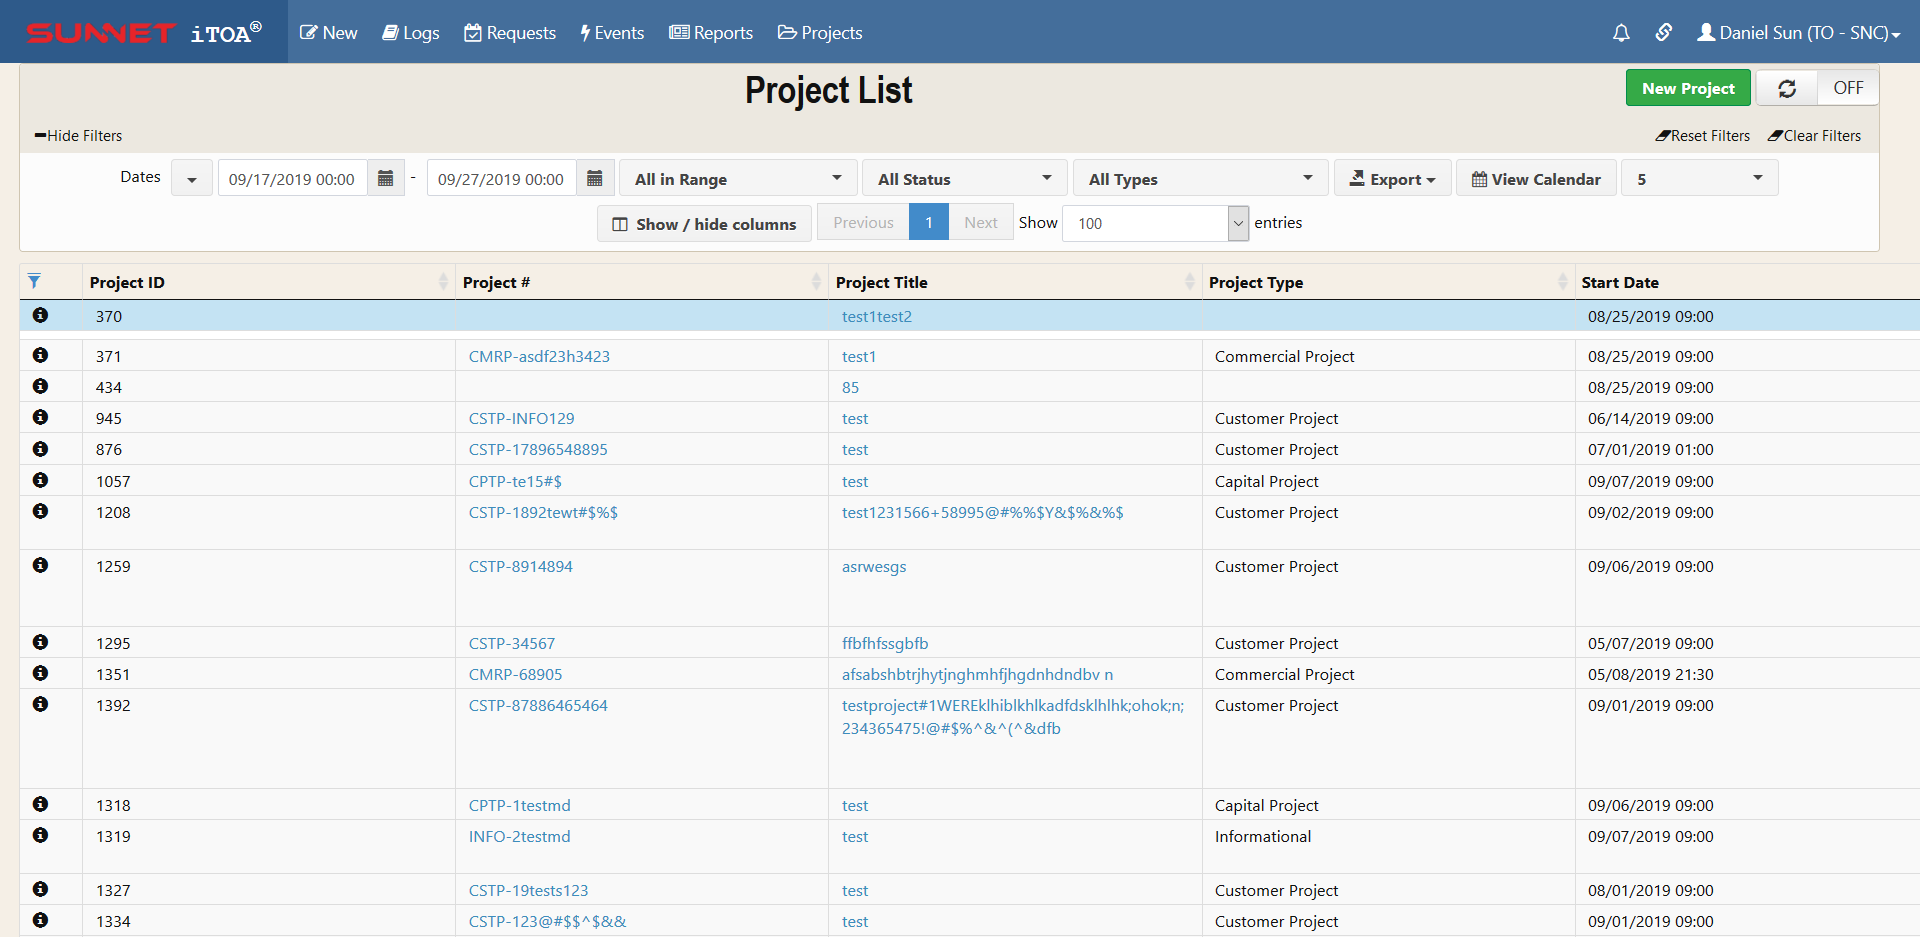 SUNNET iTOA® New Logs Requests Events Reports Projects Daniel Sun (TO - SNC)
Project List New Project OFF
Hide Filters Reset Filters Clear Filters
Dates 09/17/2019 00:00 - 09/27/2019 00:00 All in Range All Status All Types Export View Calendar 5
Show / hide columns Previous 1 Next Show 100 entries
Project ID Project # Project Title Project Type Start Date
370 test1test2 08/25/2019 09:00
371 CMRP-asdf23h3423 test1 Commercial Project 08/25/2019 09:00
434 85 08/25/2019 09:00
945 CSTP-INFO129 test Customer Project 06/14/2019 09:00
876 CSTP-17896548895 test Customer Project 07/01/2019 01:00
1057 CPTP-te15#$ test Capital Project 09/07/2019 09:00
1208 CSTP-1892tewt#$%$ test1231566+58995@#%%$Y&$%&%$ Customer Project 09/02/2019 09:00
1259 CSTP-8914894 asrwesgs Customer Project 09/06/2019 09:00
1295 CSTP-34567 ffbfhfssgbfb Customer Project 05/07/2019 09:00
1351 CMRP-68905 afsabshbtrjhytjnghmhfjhgdnhdndbv n Commercial Project 05/08/2019 21:30
1392 CSTP-87886465464 testproject#1WEREklhiblkhlkadfdsklhlhk;ohok;n; Customer Project 09/01/2019 09:00
234365475!@#$%^&^(^&dfb
1318 CPTP-1testmd test Capital Project 09/06/2019 09:00
1319 INFO-2testmd test Informational 09/07/2019 09:00
1327 CSTP-19tests123 test Customer Project 08/01/2019 09:00
1334 CSTP-123@#$$^$&& test Customer Project 09/01/2019 09:00